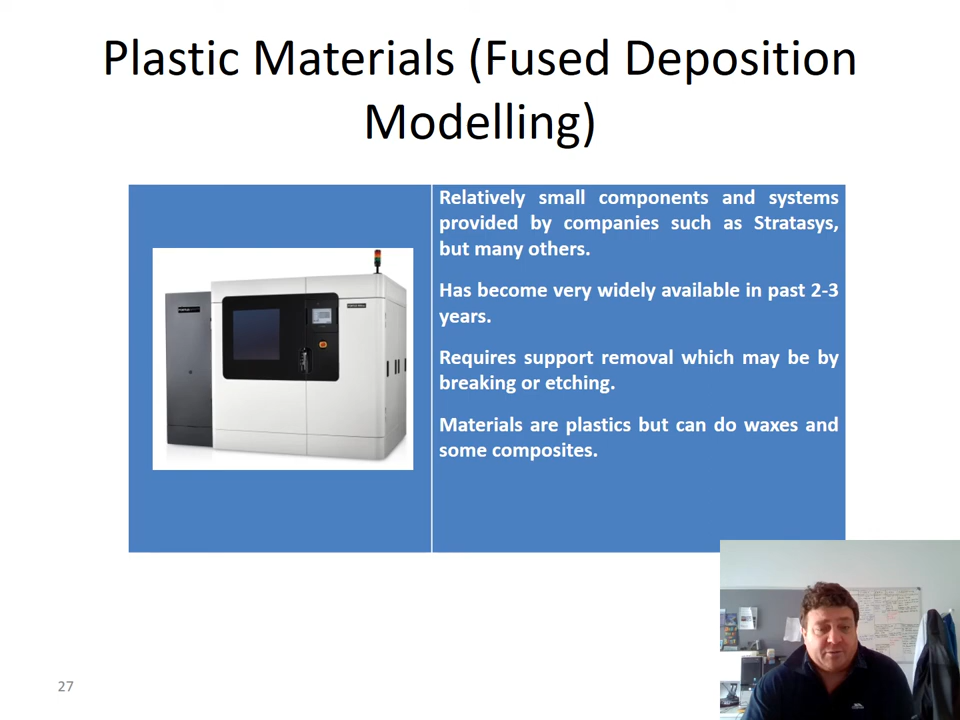 Plastic Materials (Fused Deposition
Modelling)
Relatively small components and systems
provided by companies such as Stratasys,
but many others.
Has become very widely available in past 2-3
years.
Requires support removal which may be by
breaking or etching.
Materials are plastics but can do waxes and
some composites.
27